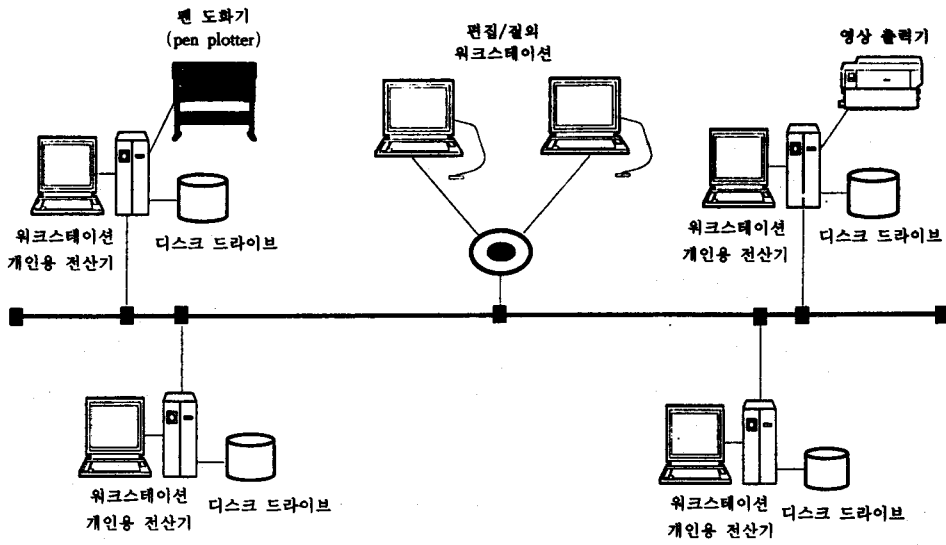 펜 도화기
(pen plotter)
편집/질의
워크스테이션
영상 출력기
워크스테이션
개인용 전산기
디스크 드라이브
워크스테이션
개인용 전산기
디스크 드라이브
워크스테이션
개인용 전산기
디스크 드라이브
워크스테이션
개인용 전산기
디스크 드라이브